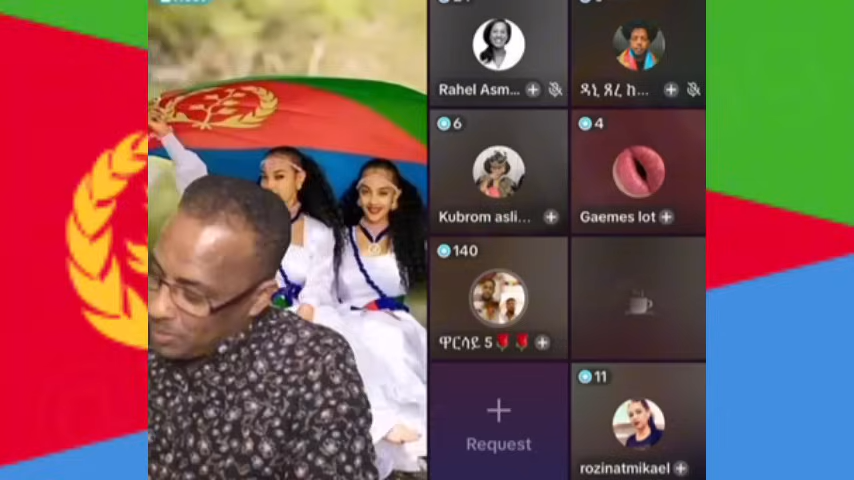 Rahel Asm...
ዳኒ ጸረ ከ...
6
4
Kubrom asli...
Gaemes lot
140
ዋርሳይ 5🌹🌹
11
Request
rozinatmikael